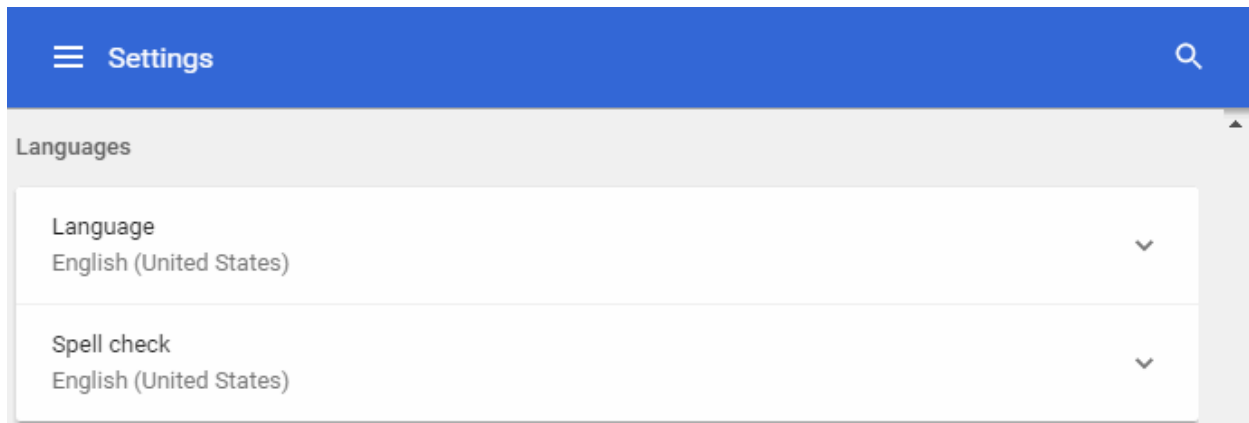 Settings
Languages
Language
English (United States)
Spell check
English (United States)